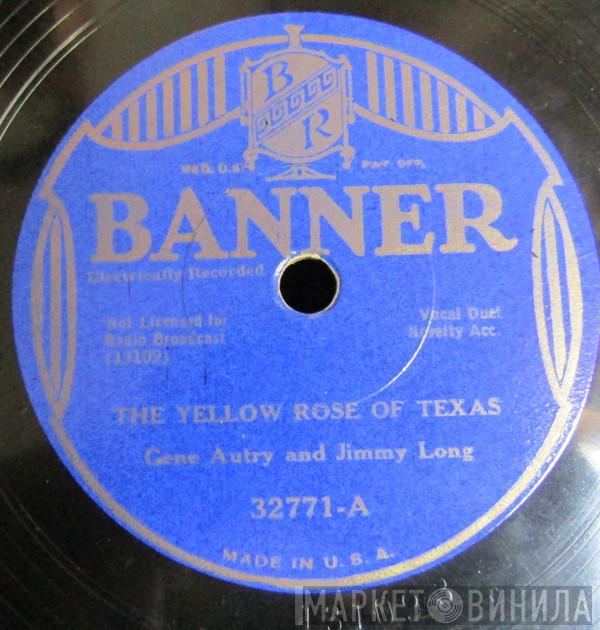 B
R
REG. U.S. PAT. OFF.
BANNER
Electrically Recorded
Not Licensed for
Radio Broadcast
(13102)
Vocal Duet
Novelty Acc.
THE YELLOW ROSE OF TEXAS
Gene Autry and Jimmy Long
32771-A
MADE IN U.S.A.
МАРКЕТ ВИНИЛА